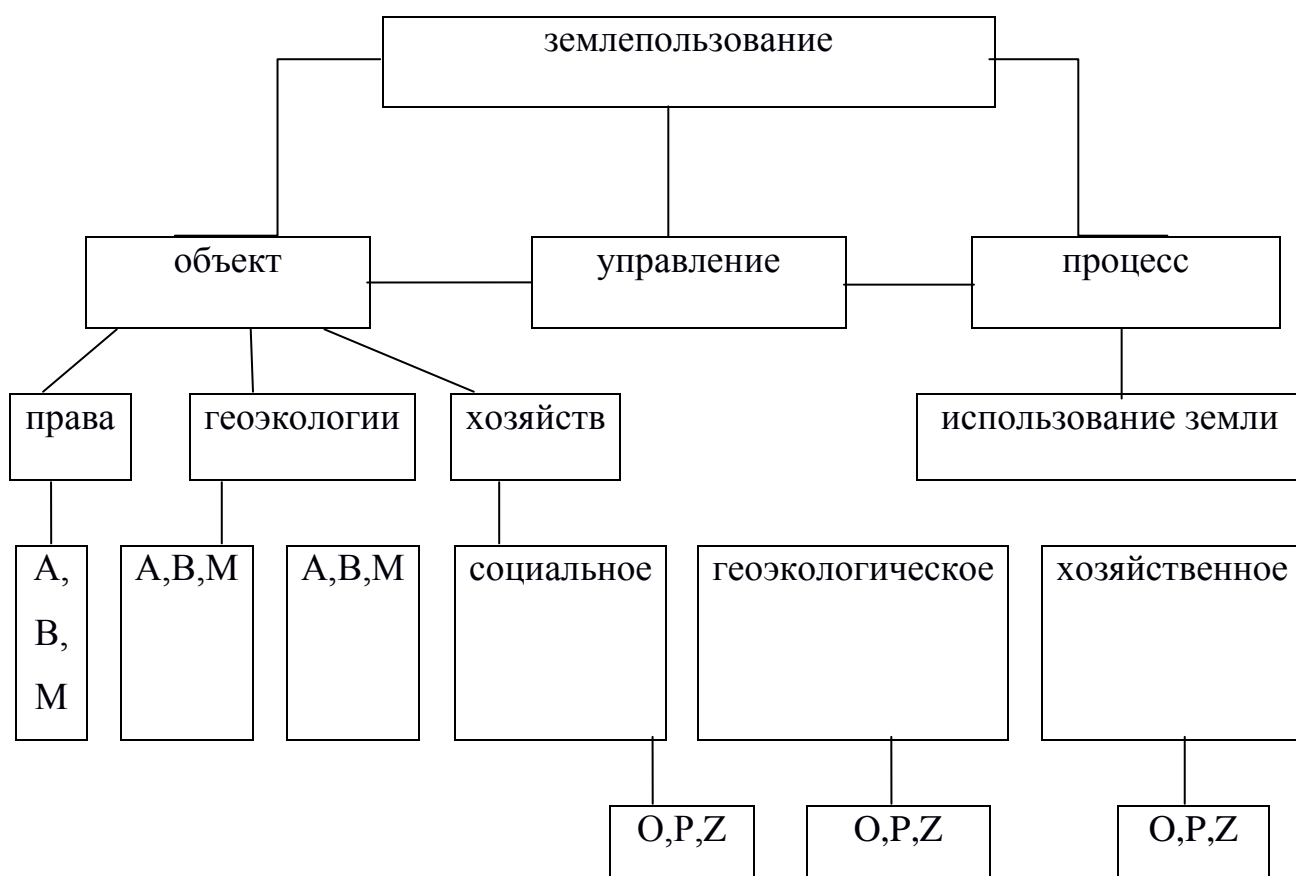 землепользование
объект
управление
процесс
права
геоэкологии
хозяйств
использование земли
А,
В,
М
А,В,М
А,В,М
социальное
геоэкологическое
хозяйственное
O,P,Z
O,P,Z
O,P,Z